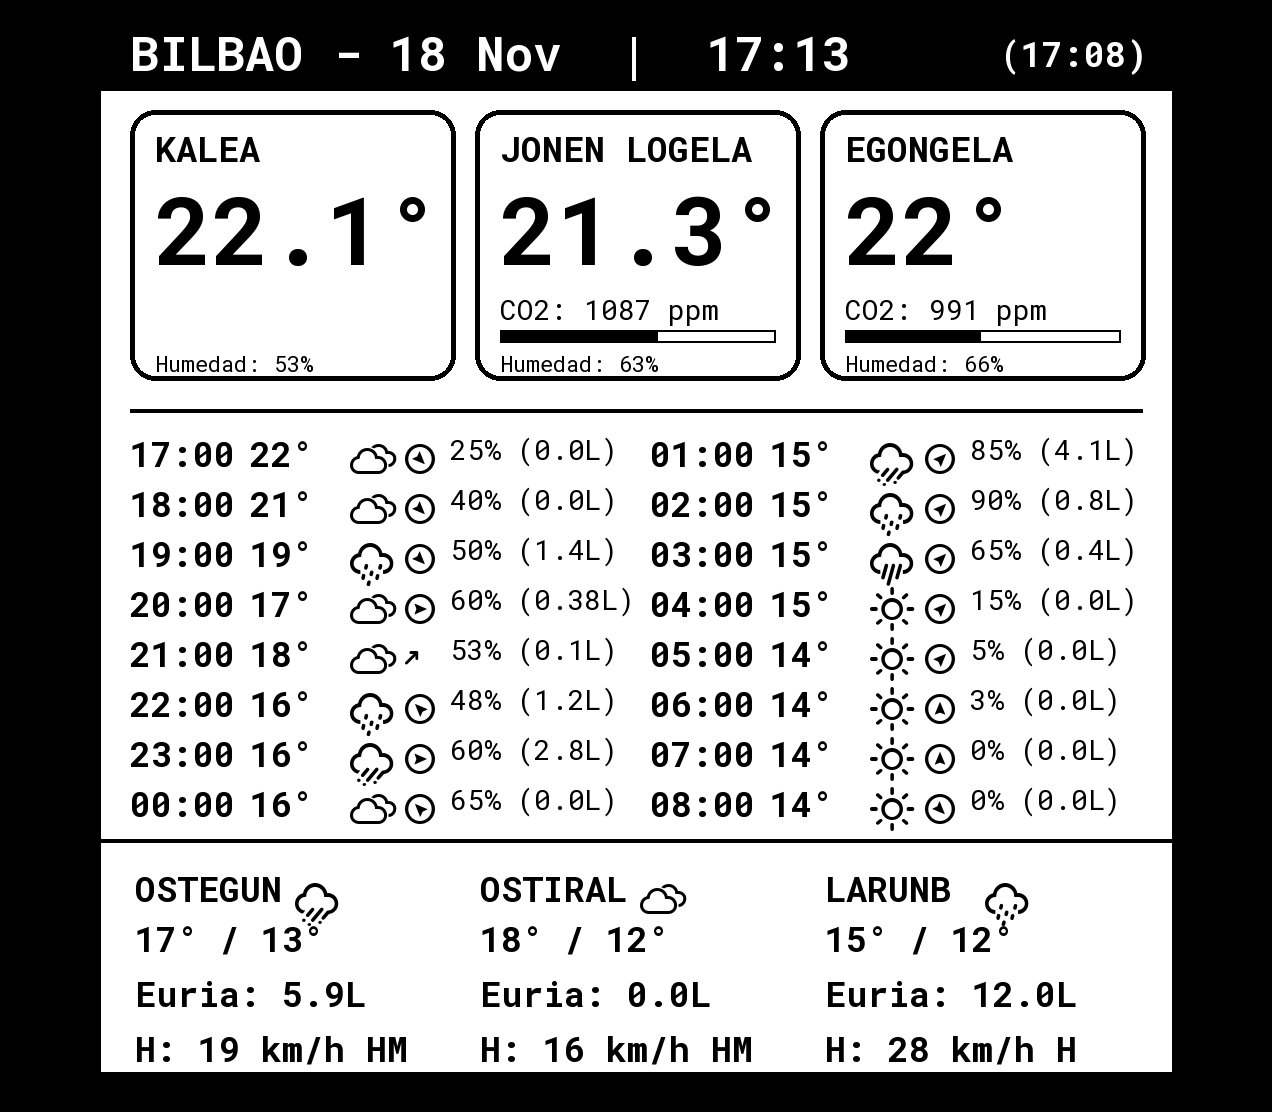 BILBAO - 18 Nov | 17:13 (17:08)
KALEA
22.1°
Humedad: 53%
JONEN LOGELA
21.3°
CO2: 1087 ppm
Humedad: 63%
EGONGELA
22°
CO2: 991 ppm
Humedad: 66%
17:00 22° 25% (0.0L)
18:00 21° 40% (0.0L)
19:00 19° 50% (1.4L)
20:00 17° 60% (0.38L)
21:00 18° 53% (0.1L)
22:00 16° 48% (1.2L)
23:00 16° 60% (2.8L)
00:00 16° 65% (0.0L)
01:00 15° 85% (4.1L)
02:00 15° 90% (0.8L)
03:00 15° 65% (0.4L)
04:00 15° 15% (0.0L)
05:00 14° 5% (0.0L)
06:00 14° 3% (0.0L)
07:00 14° 0% (0.0L)
08:00 14° 0% (0.0L)
OSTEGUN
17° / 13°
Euria: 5.9L
H: 19 km/h HM
OSTIRAL
18° / 12°
Euria: 0.0L
H: 16 km/h HM
LARUNB
15° / 12°
Euria: 12.0L
H: 28 km/h H